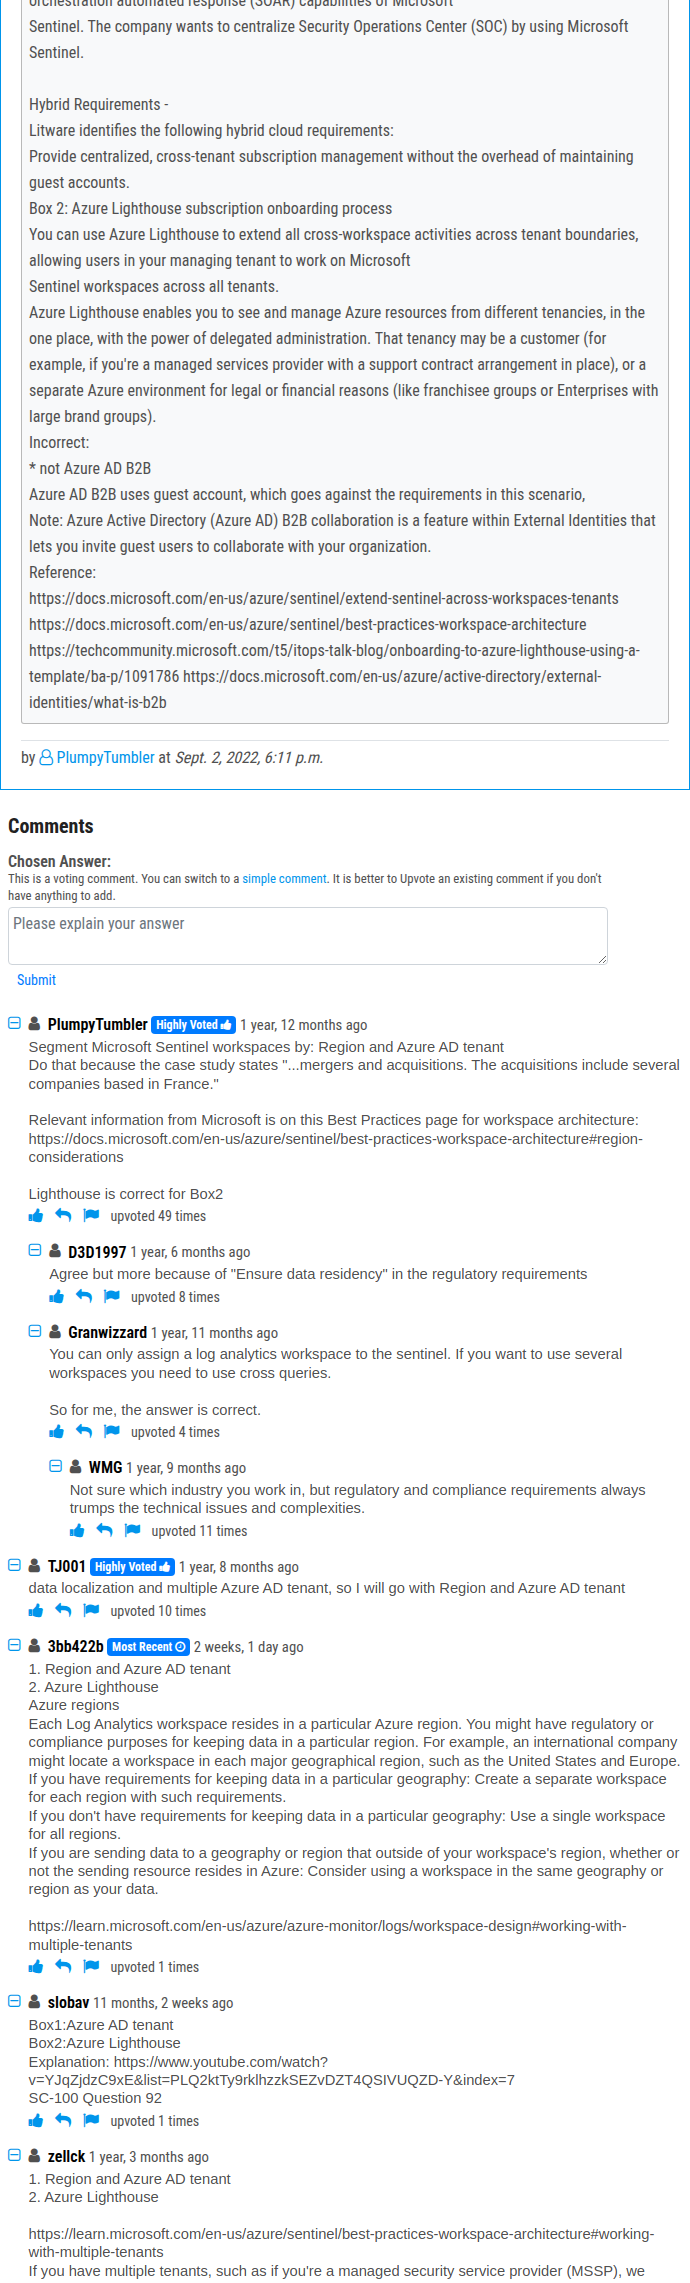 orchestration automated response (SOAR) capabilities of Microsoft
Sentinel. The company wants to centralize Security Operations Center (SOC) by using Microsoft
Sentinel.
Hybrid Requirements -
Litware identifies the following hybrid cloud requirements:
Provide centralized, cross-tenant subscription management without the overhead of maintaining
guest accounts.
Box 2: Azure Lighthouse subscription onboarding process
You can use Azure Lighthouse to extend all cross-workspace activities across tenant boundaries,
allowing users in your managing tenant to work on Microsoft
Sentinel workspaces across all tenants.
Azure Lighthouse enables you to see and manage Azure resources from different tenancies, in the
one place, with the power of delegated administration. That tenancy may be a customer (for
example, if you're a managed services provider with a support contract arrangement in place), or a
separate Azure environment for legal or financial reasons (like franchisee groups or Enterprises with
large brand groups).
Incorrect:
* not Azure AD B2B
Azure AD B2B uses guest account, which goes against the requirements in this scenario,
Note: Azure Active Directory (Azure AD) B2B collaboration is a feature within External Identities that
lets you invite guest users to collaborate with your organization.
Reference:
https://docs.microsoft.com/en-us/azure/sentinel/extend-sentinel-across-workspaces-tenants
https://docs.microsoft.com/en-us/azure/sentinel/best-practices-workspace-architecture
https://techcommunity.microsoft.com/t5/itops-talk-blog/onboarding-to-azure-lighthouse-using-a-
template/ba-p/1091786 https://docs.microsoft.com/en-us/azure/active-directory/external-
identities/what-is-b2b
by PlumpyTumbler at Sept. 2, 2022, 6:11 p.m.
Comments
Chosen Answer:
This is a voting comment. You can switch to a simple comment. It is better to Upvote an existing comment if you don't
have anything to add.
Please explain your answer
Submit
PlumpyTumbler Highly Voted 1 year, 12 months ago
Segment Microsoft Sentinel workspaces by: Region and Azure AD tenant
Do that because the case study states "...mergers and acquisitions. The acquisitions include several
companies based in France."
Relevant information from Microsoft is on this Best Practices page for workspace architecture:
https://docs.microsoft.com/en-us/azure/sentinel/best-practices-workspace-architecture#region-
considerations
Lighthouse is correct for Box2
upvoted 49 times
D3D1997 1 year, 6 months ago
Agree but more because of "Ensure data residency" in the regulatory requirements
upvoted 8 times
Granwizzard 1 year, 11 months ago
You can only assign a log analytics workspace to the sentinel. If you want to use several
workspaces you need to use cross queries.
So for me, the answer is correct.
upvoted 4 times
WMG 1 year, 9 months ago
Not sure which industry you work in, but regulatory and compliance requirements always
trumps the technical issues and complexities.
upvoted 11 times
TJ001 Highly Voted 1 year, 8 months ago
data localization and multiple Azure AD tenant, so I will go with Region and Azure AD tenant
upvoted 10 times
3bb422b Most Recent 2 weeks, 1 day ago
1. Region and Azure AD tenant
2. Azure Lighthouse
Azure regions
Each Log Analytics workspace resides in a particular Azure region. You might have regulatory or
compliance purposes for keeping data in a particular region. For example, an international company
might locate a workspace in each major geographical region, such as the United States and Europe.
If you have requirements for keeping data in a particular geography: Create a separate workspace
for each region with such requirements.
If you don't have requirements for keeping data in a particular geography: Use a single workspace
for all regions.
If you are sending data to a geography or region that outside of your workspace's region, whether or
not the sending resource resides in Azure: Consider using a workspace in the same geography or
region as your data.
https://learn.microsoft.com/en-us/azure/azure-monitor/logs/workspace-design#working-with-
multiple-tenants
upvoted 1 times
slobav 11 months, 2 weeks ago
Box1:Azure AD tenant
Box2:Azure Lighthouse
Explanation: https://www.youtube.com/watch?
v=YJqZjdzC9xE&list=PLQ2ktTy9rklhzzkSEZvDZT4QSIVUQZD-Y&index=7
SC-100 Question 92
upvoted 1 times
zellck 1 year, 3 months ago
1. Region and Azure AD tenant
2. Azure Lighthouse
https://learn.microsoft.com/en-us/azure/sentinel/best-practices-workspace-architecture#working-
with-multiple-tenants
If you have multiple tenants, such as if you're a managed security service provider (MSSP), we